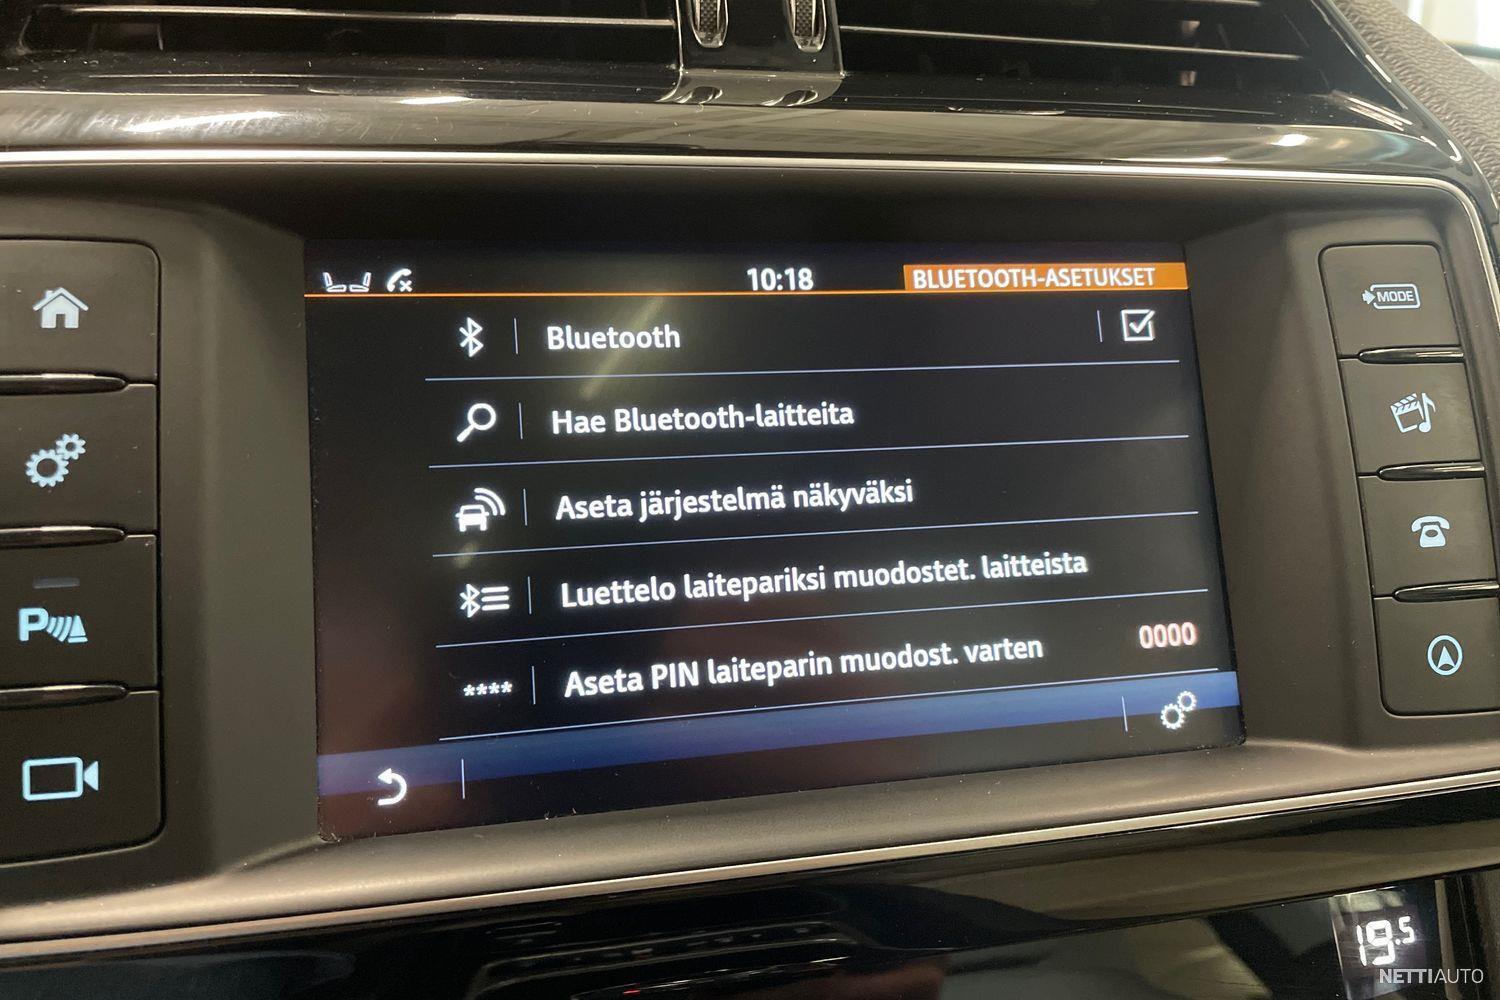 10:18 BLUETOOTH-ASETUKSET
MODE
Bluetooth
Hae Bluetooth-laitteita
Aseta järjestelmä näkyväksi
Luettelo laitepariksi muodostet. laitteista
**** Aseta PIN laiteparin muodost. varten 0000
P
19.5
NETTIAUTO